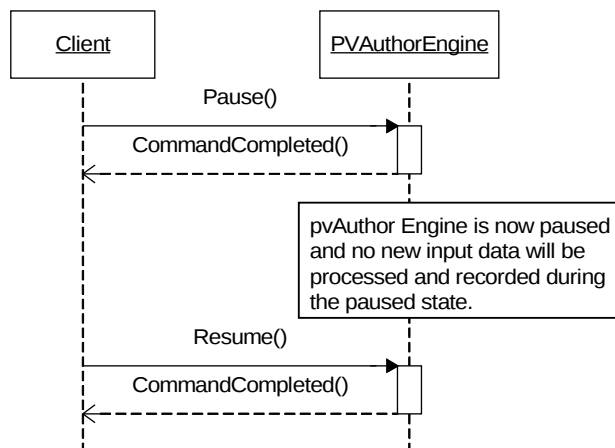 Client
PVAuthorEngine
Pause()
CommandCompleted()
pvAuthor Engine is now paused
and no new input data will be
processed and recorded during
the paused state.
Resume()
CommandCompleted()